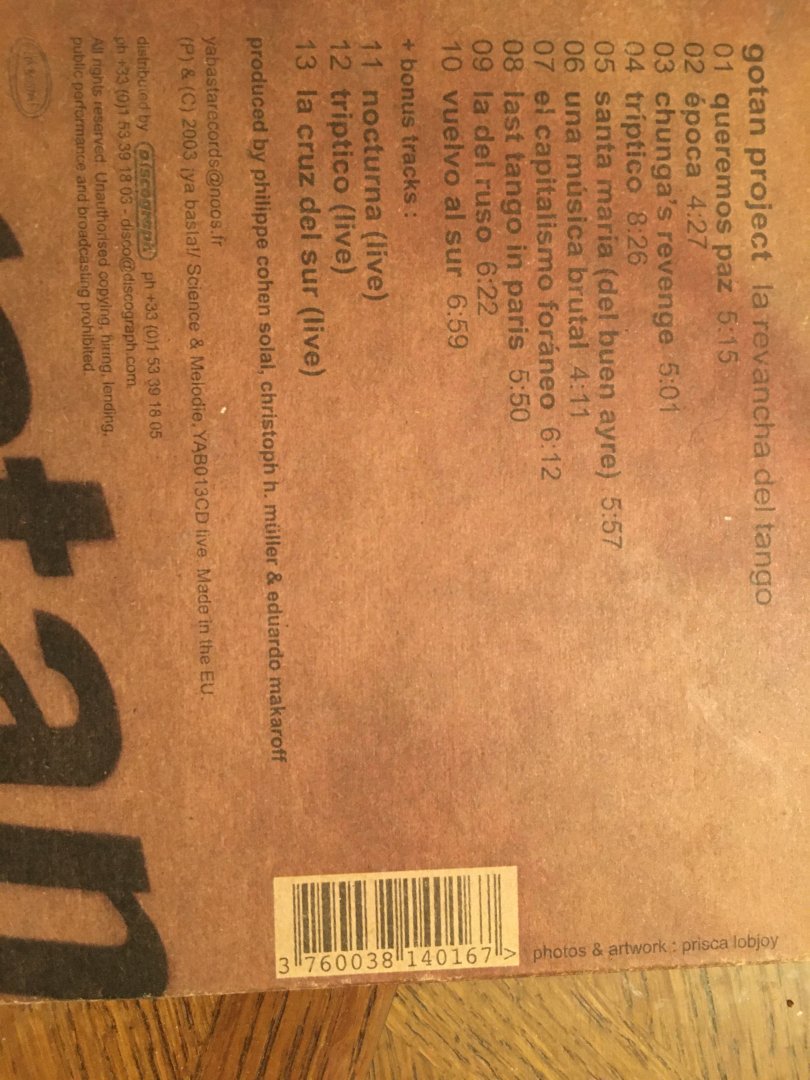 gotan project la revancha del tango
01 queremos paz 5:15
02 época 4:27
03 chunga's revenge 5:01
04 tríptico 8:26
05 santa maria (del buen ayre) 5:57
06 una música brutal 4:11
07 el capitalismo foráneo 6:12
08 last tango in paris 5:50
09 la del ruso 6:22
10 vuelvo al sur 6:59
+ bonus tracks :
11 nocturna (live)
12 triptico (live)
13 la cruz del sur (live)
produced by philippe cohen solal, christoph h. müller & eduardo makaroff
yabastarecords@noos.fr
(P) & (C) 2003 ¡ya basta!/ Science & Melodie, YAB013CD live. Made in the EU.
distributed by Discograph ph +33 (0)1 53 39 18 05
ph +33 (0)1 53 39 18 03 - disco@discograph.com
All rights reserved. Unauthorised copying, hiring, lending,
public performance and broadcasting prohibited.
otan
3 760038 140167 >
photos & artwork : prisca lobjoy